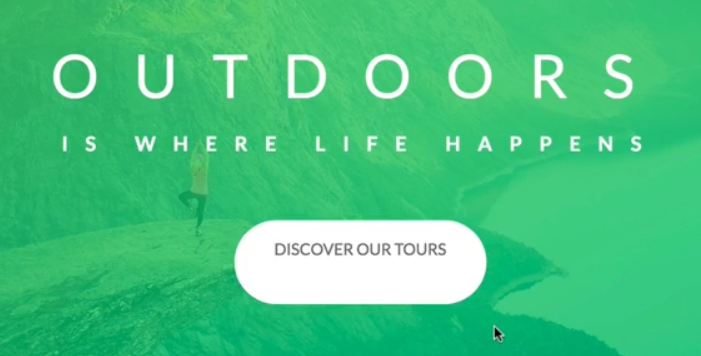 OUTDOORS
IS WHERE LIFE HAPPENS
DISCOVER OUR TOURS